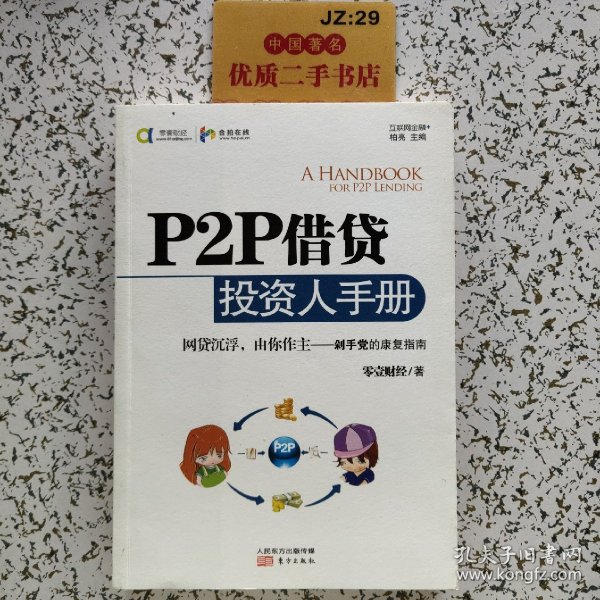 JZ:29
中国著名
优质二手书店
零壹财经
合拍在线
互联网金融+
柏亮 主编
A HANDBOOK
FOR P2P LENDING
P2P借贷
投资人手册
网贷沉浮，由你作主——剁手党的康复指南
零壹财经/著
P2P
人民东方出版传媒
东方出版社
孔夫子旧书网
www.kongfz.com